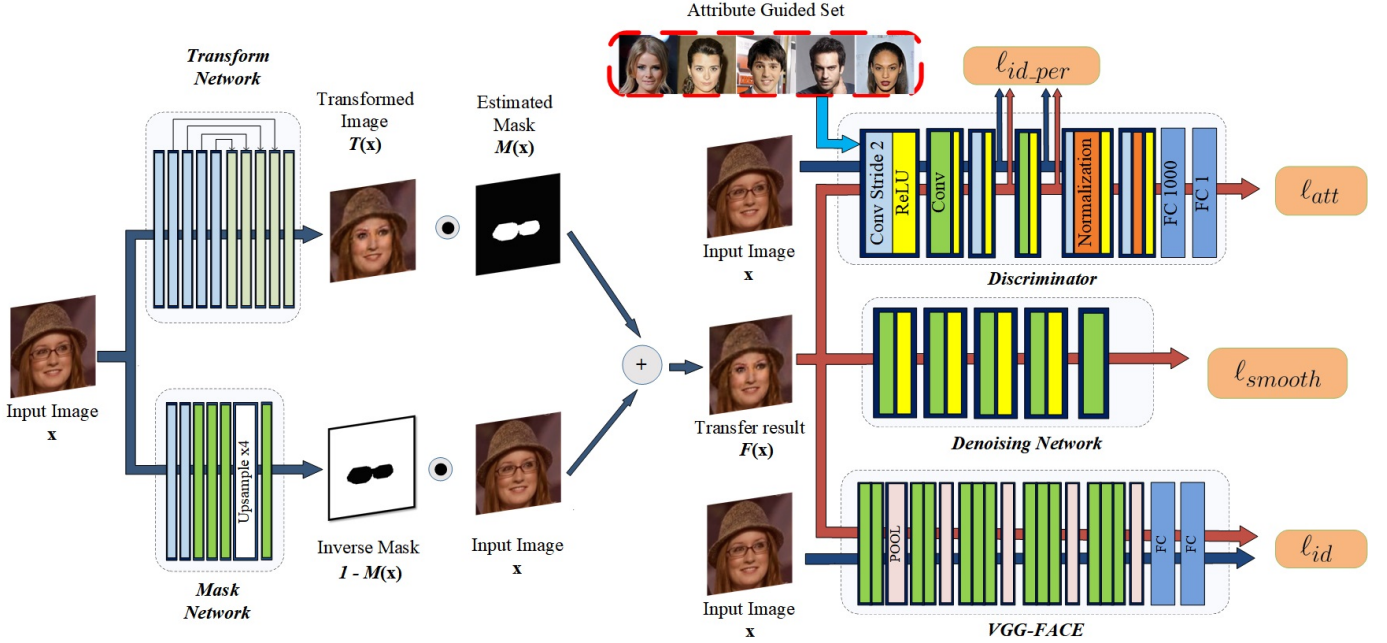 Attribute Guided Set
Transform
Network
Transformed
Image
T(x)
Estimated
Mask
M(x)
Input Image
x
Mask
Network
Upsample x4
Inverse Mask
1 - M(x)
Input Image
x
+
Transfer result
F(x)
Input Image
x
Conv Stride 2
ReLU
Conv
Normalization
FC 1000
FC 1
Discriminator
ℓid_per
ℓatt
Denoising Network
ℓsmooth
Input Image
x
POOL
FC
FC
VGG-FACE
ℓid